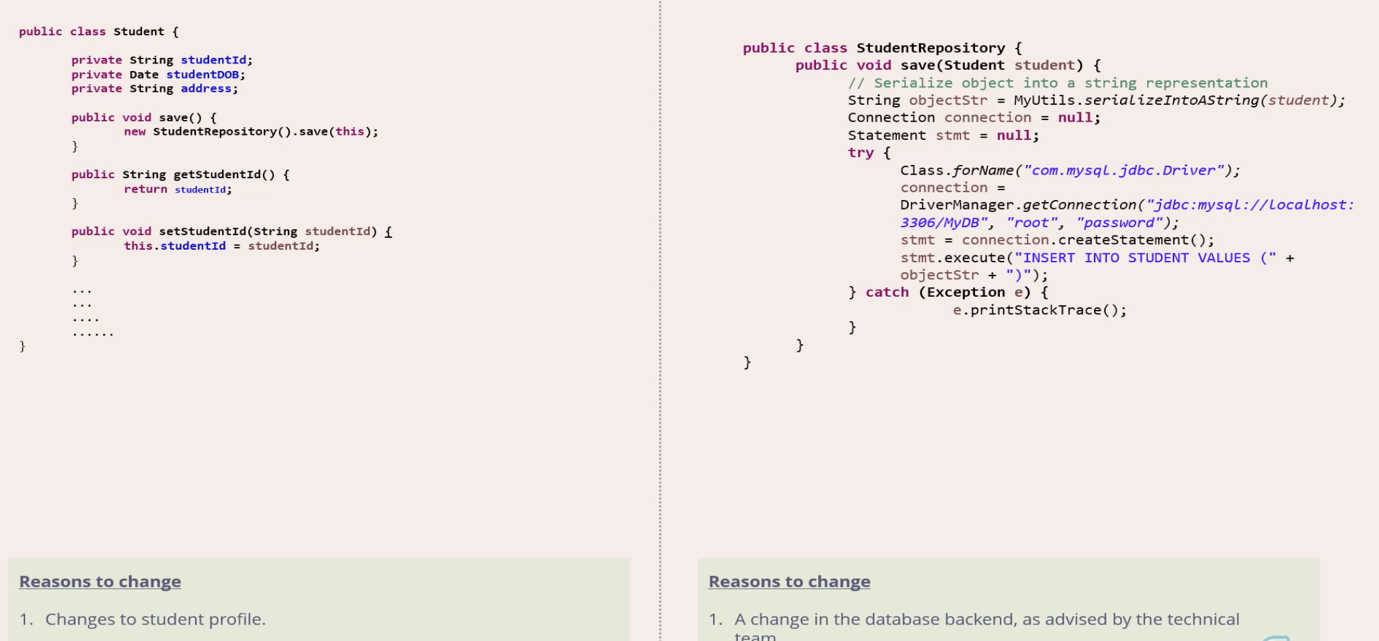 public class Student {
private String studentId;
private Date studentDOB;
private String address;
public void save() {
new StudentRepository().save(this);
}
public String getStudentId() {
return studentId;
}
public void setStudentId(String studentId) {
this.studentId = studentId;
}
...
...
....
......
}
Reasons to change
1. Changes to student profile.
public class StudentRepository {
public void save(Student student) {
// Serialize object into a string representation
String objectStr = MyUtils.serializeIntoAString(student);
Connection connection = null;
Statement stmt = null;
try {
Class.forName("com.mysql.jdbc.Driver");
connection =
DriverManager.getConnection("jdbc:mysql://localhost:
3306/MyDB", "root", "password");
stmt = connection.createStatement();
stmt.execute("INSERT INTO STUDENT VALUES (" +
objectStr + ")");
} catch (Exception e) {
e.printStackTrace();
}
}
}
Reasons to change
1. A change in the database backend, as advised by the technical
team